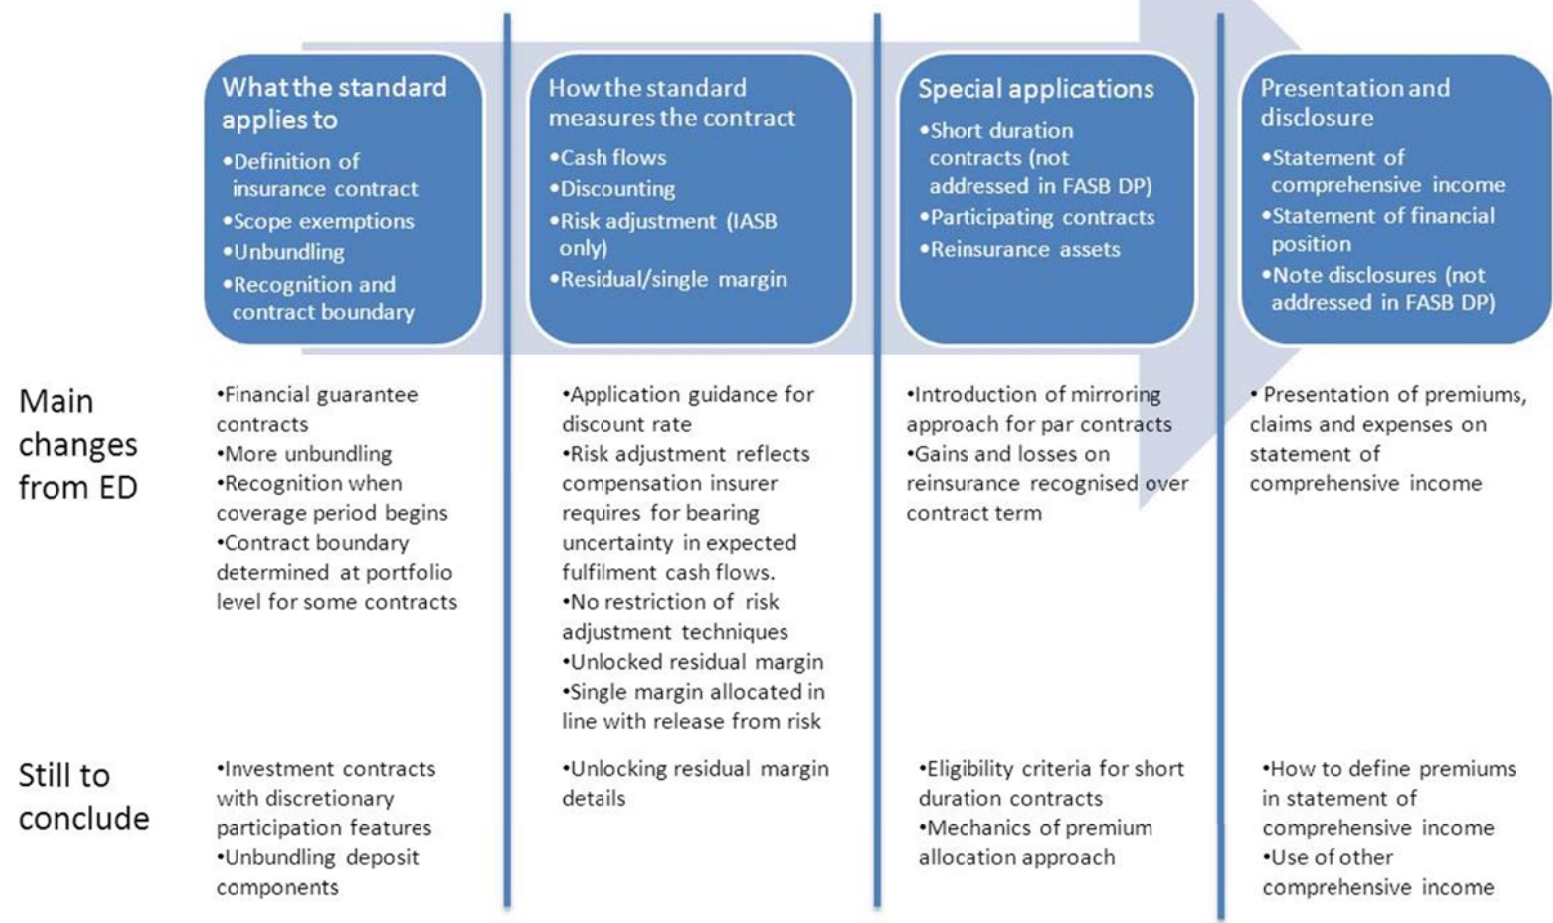 What the standard
applies to
•Definition of
insurance contract
•Scope exemptions
•Unbundling
•Recognition and
contract boundary
How the standard
measures the contract
•Cash flows
•Discounting
•Risk adjustment (IASB
only)
•Residual/single margin
Special applications
•Short duration
contracts (not
addressed in FASB DP)
•Participating contracts
•Reinsurance assets
Presentation and
disclosure
•Statement of
comprehensive income
•Statement of financial
position
•Note disclosures (not
addressed in FASB DP)
Main
changes
from ED
•Financial guarantee
contracts
•More unbundling
•Recognition when
coverage period begins
•Contract boundary
determined at portfolio
level for some contracts
•Application guidance for
discount rate
•Risk adjustment reflects
compensation insurer
requires for bearing
uncertainty in expected
fulfilment cash flows.
•No restriction of risk
adjustment techniques
•Unlocked residual margin
•Single margin allocated in
line with release from risk
•Introduction of mirroring
approach for par contracts
•Gains and losses on
reinsurance recognised over
contract term
• Presentation of premiums,
claims and expenses on
statement of
comprehensive income
Still to
conclude
•Investment contracts
with discretionary
participation features
•Unbundling deposit
components
•Unlocking residual margin
details
•Eligibility criteria for short
duration contracts
•Mechanics of premium
allocation approach
•How to define premiums
in statement of
comprehensive income
•Use of other
comprehensive income